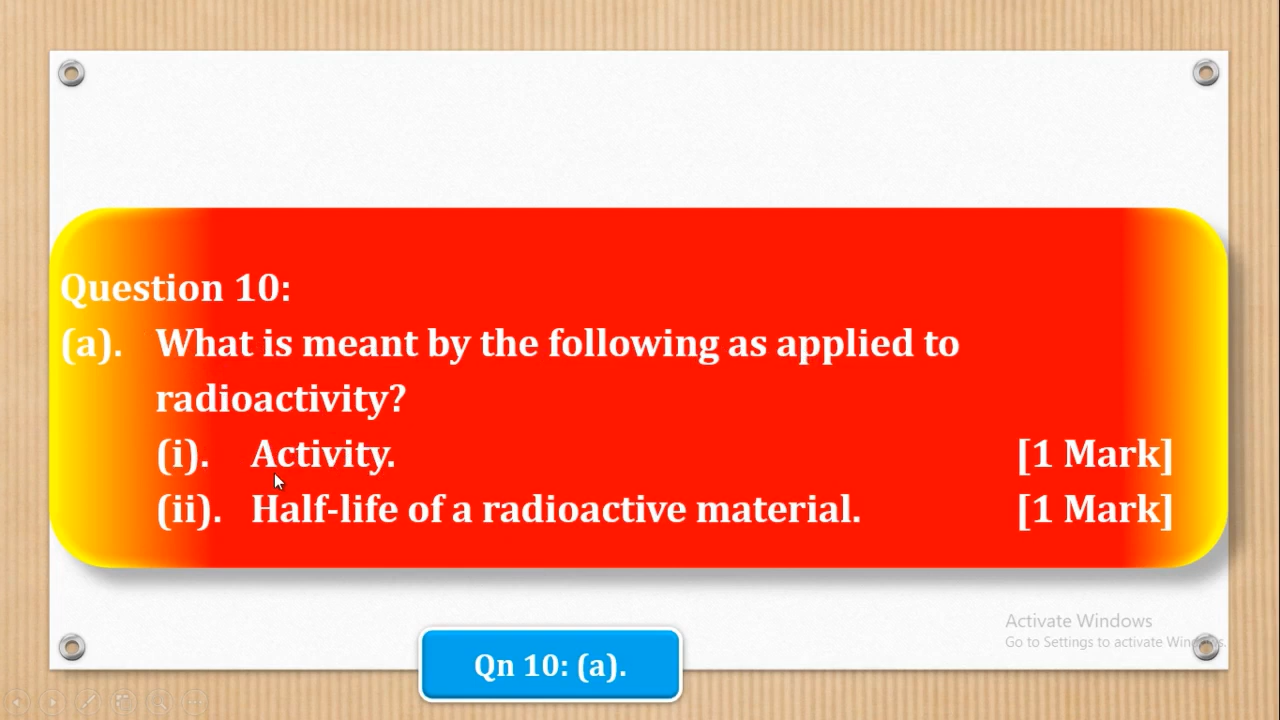 Question 10:
(a). What is meant by the following as applied to
radioactivity?
(i). Activity. [1 Mark]
(ii). Half-life of a radioactive material. [1 Mark]
Activate Windows
Go to Settings to activate Windows.
Qn 10: (a).